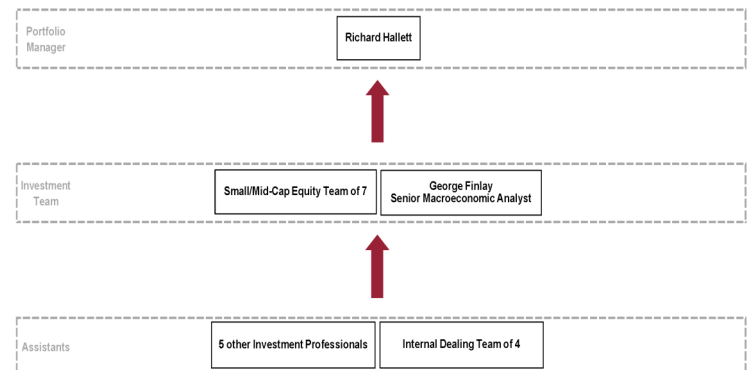 Portfolio
Manager
Richard Hallett
Investment
Team
Small/Mid-Cap Equity Team of 7
George Finlay
Senior Macroeconomic Analyst
Assistants
5 other Investment Professionals
Internal Dealing Team of 4